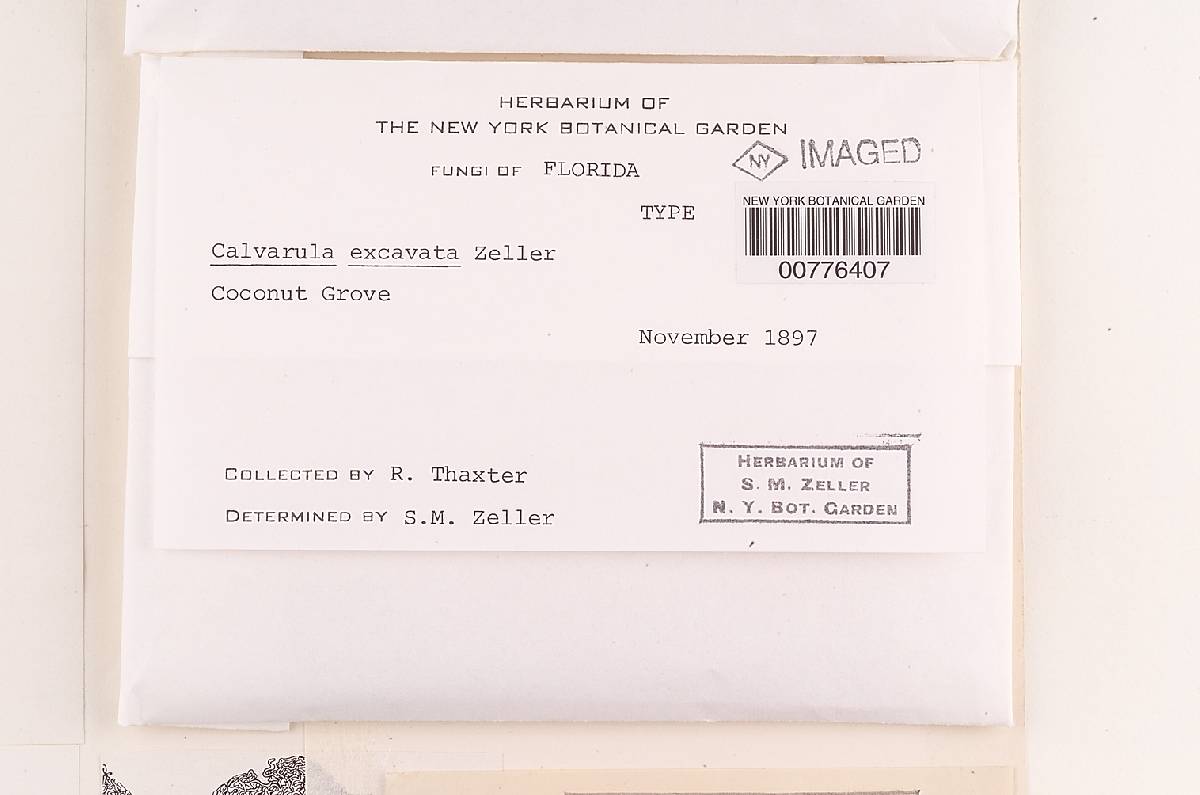 HERBARIUM OF
THE NEW YORK BOTANICAL GARDEN
FUNGI OF FLORIDA
NY IMAGED
TYPE
NEW YORK BOTANICAL GARDEN
00776407
Calvarula excavata Zeller
Coconut Grove
November 1897
COLLECTED BY R. Thaxter
DETERMINED BY S.M. Zeller
HERBARIUM OF
S. M. ZELLER
N. Y. BOT. GARDEN